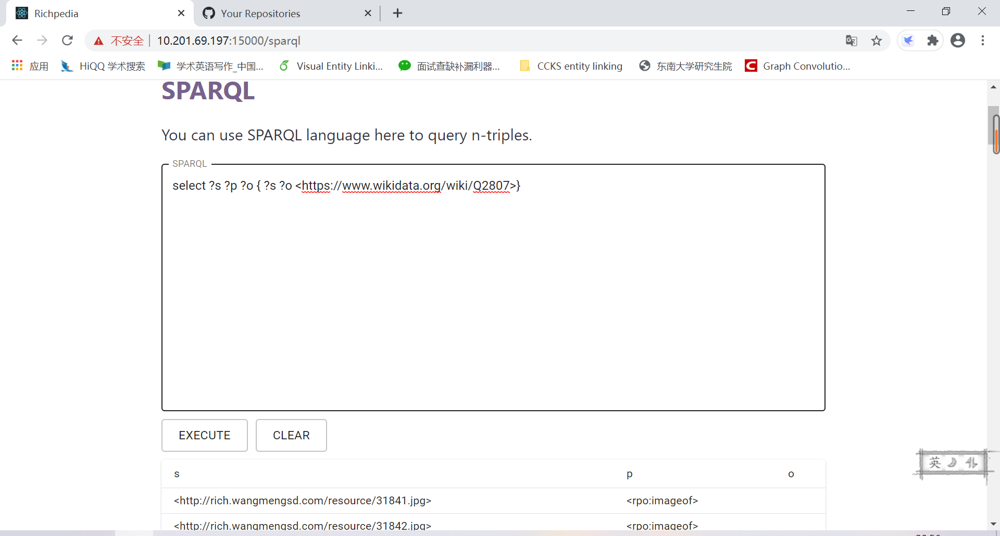 Richpedia
Your Repositories
不安全
10.201.69.197:15000/sparql
应用
HiQQ 学术搜索
学术英语写作_中国...
Visual Entity Linki...
面试查缺补漏利器...
CCKS entity linking
东南大学研究生院
Graph Convolutio...
SPARQL
You can use SPARQL language here to query n-triples.
SPARQL
select ?s ?p ?o { ?s ?o <https://www.wikidata.org/wiki/Q2807>}
EXECUTE
CLEAR
英
s
p
o
<http://rich.wangmengsd.com/resource/31841.jpg>
<rpo:imageof>
<http://rich.wangmengsd.com/resource/31842.jpg>
<rpo:imageof>